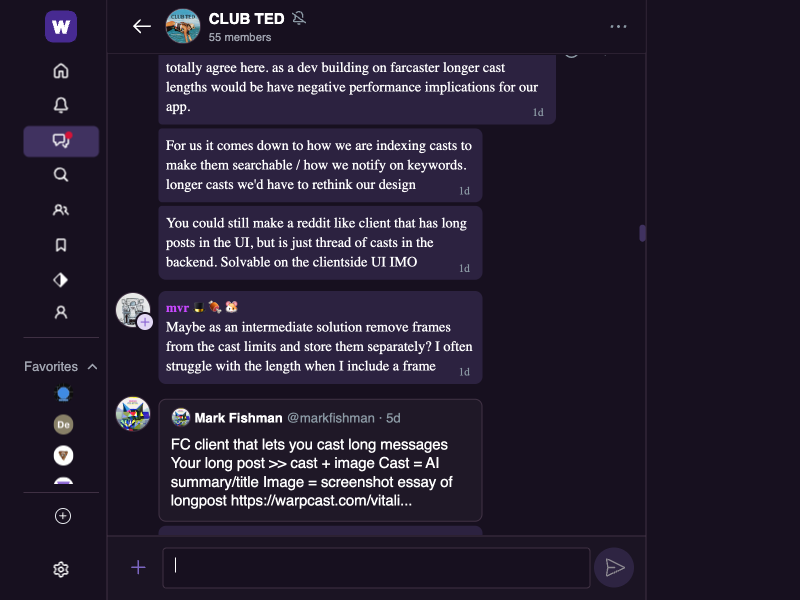 W
CLUB TED
55 members
CLUB TED
totally agree here. as a dev building on farcaster longer cast
lengths would be have negative performance implications for our
app.
1d
For us it comes down to how we are indexing casts to
make them searchable / how we notify on keywords.
longer casts we'd have to rethink our design
1d
You could still make a reddit like client that has long
posts in the UI, but is just thread of casts in the
backend. Solvable on the clientside UI IMO
1d
mvr 🎩 🍖 🐹
Maybe as an intermediate solution remove frames
from the cast limits and store them separately? I often
struggle with the length when I include a frame
1d
Favorites
De
Mark Fishman @markfishman · 5d
FC client that lets you cast long messages
Your long post >> cast + image Cast = AI
summary/title Image = screenshot essay of
longpost https://warpcast.com/vitali...